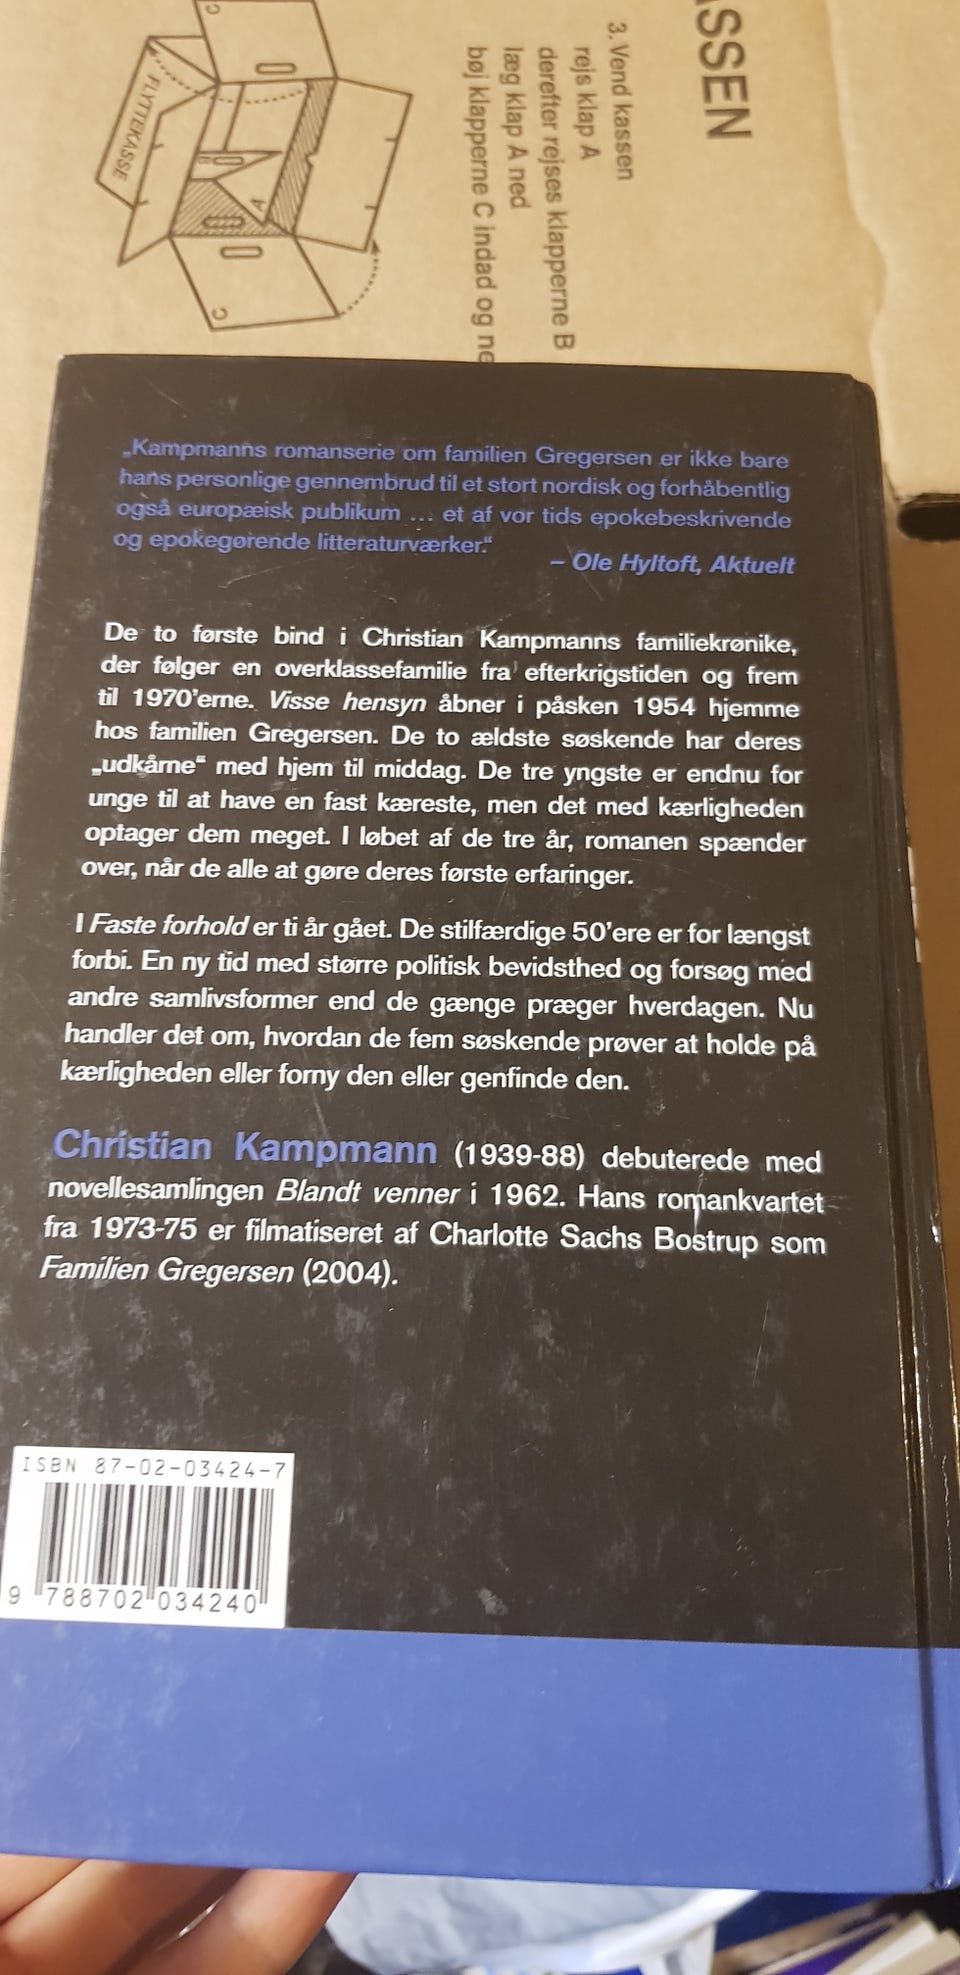 ASSEN
3. Vend kassen
rejs klap A
derefter rejses klapperne B
læg klap A ned
bøj klapperne C indad og ne
FLYTTEKASSE
C
B
A
C
„Kampmanns romanserie om familien Gregersen er ikke bare
hans personlige gennembrud til et stort nordisk og forhåbentlig
også europæisk publikum ... et af vor tids epokebeskrivende
og epokegørende litteraturværker.“
– Ole Hyltoft, Aktuelt
De to første bind i Christian Kampmanns familiekrønike,
der følger en overklassefamilie fra efterkrigstiden og frem
til 1970'erne. Visse hensyn åbner i påsken 1954 hjemme
hos familien Gregersen. De to ældste søskende har deres
„udkårne“ med hjem til middag. De tre yngste er endnu for
unge til at have en fast kæreste, men det med kærligheden
optager dem meget. I løbet af de tre år, romanen spænder
over, når de alle at gøre deres første erfaringer.
I Faste forhold er ti år gået. De stilfærdige 50'ere er for længst
forbi. En ny tid med større politisk bevidsthed og forsøg med
andre samlivsformer end de gænge præger hverdagen. Nu
handler det om, hvordan de fem søskende prøver at holde på
kærligheden eller forny den eller genfinde den.
Christian Kampmann (1939-88) debuterede med
novellesamlingen Blandt venner i 1962. Hans romankvartet
fra 1973-75 er filmatiseret af Charlotte Sachs Bostrup som
Familien Gregersen (2004).
ISBN 87-02-03424-7
9 788702 034240